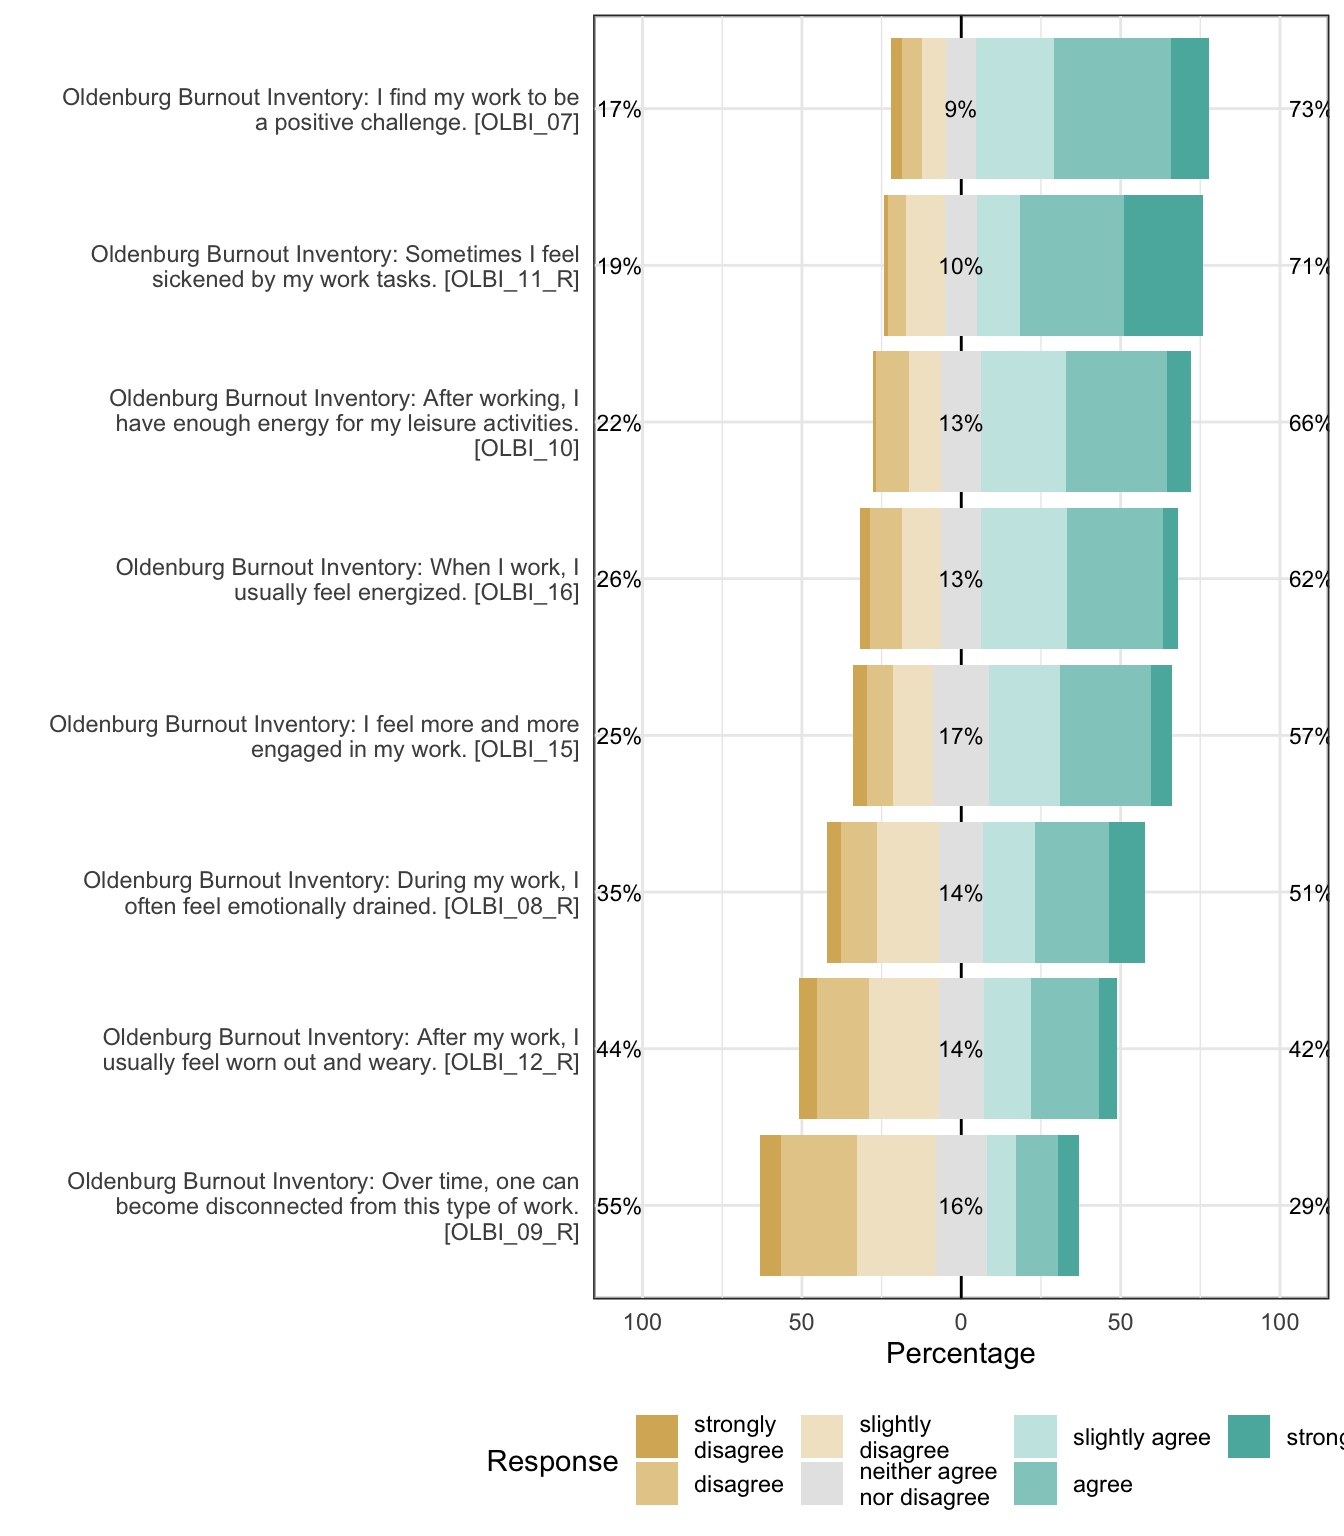 Oldenburg Burnout Inventory: I find my work to be
a positive challenge. [OLBI_07]
17%
9%
73%
Oldenburg Burnout Inventory: Sometimes I feel
sickened by my work tasks. [OLBI_11_R]
19%
10%
71%
Oldenburg Burnout Inventory: After working, I
have enough energy for my leisure activities.
[OLBI_10]
22%
13%
66%
Oldenburg Burnout Inventory: When I work, I
usually feel energized. [OLBI_16]
26%
13%
62%
Oldenburg Burnout Inventory: I feel more and more
engaged in my work. [OLBI_15]
25%
17%
57%
Oldenburg Burnout Inventory: During my work, I
often feel emotionally drained. [OLBI_08_R]
35%
14%
51%
Oldenburg Burnout Inventory: After my work, I
usually feel worn out and weary. [OLBI_12_R]
44%
14%
42%
Oldenburg Burnout Inventory: Over time, one can
become disconnected from this type of work.
[OLBI_09_R]
55%
16%
29%
100 50 0 50 100
Percentage
Response
strongly
disagree
disagree
slightly
disagree
neither agree
nor disagree
slightly agree
agree